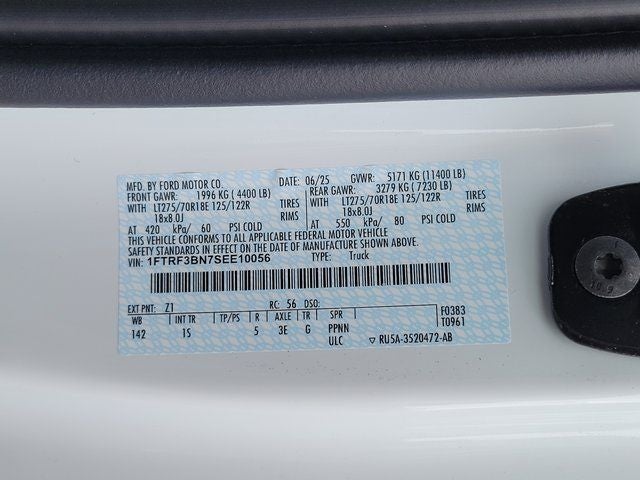 MFD. BY FORD MOTOR CO. DATE: 06/25 GVWR: 5171 KG (11400 LB)
FRONT GAWR: 1996 KG ( 4400 LB) REAR GAWR: 3279 KG ( 7230 LB)
WITH LT275/70R18E 125/122R TIRES WITH LT275/70R18E 125/122R TIRES
18x8.0J RIMS 18x8.0J RIMS
AT 420 kPa/ 60 PSI COLD AT 550 kPa/ 80 PSI COLD
THIS VEHICLE CONFORMS TO ALL APPLICABLE FEDERAL MOTOR VEHICLE
SAFETY STANDARDS IN EFFECT ON THE DATE OF MANUFACTURE SHOWN ABOVE.
VIN: 1FTRF3BN7SEE10056 TYPE: Truck
EXT PNT: Z1 RC: 56 DSO: F0383
WB INT TR R AXLE TR SPR T0961
142 1S 5 3E G PPNN
ULC ▽ RU5A-3520472-AB